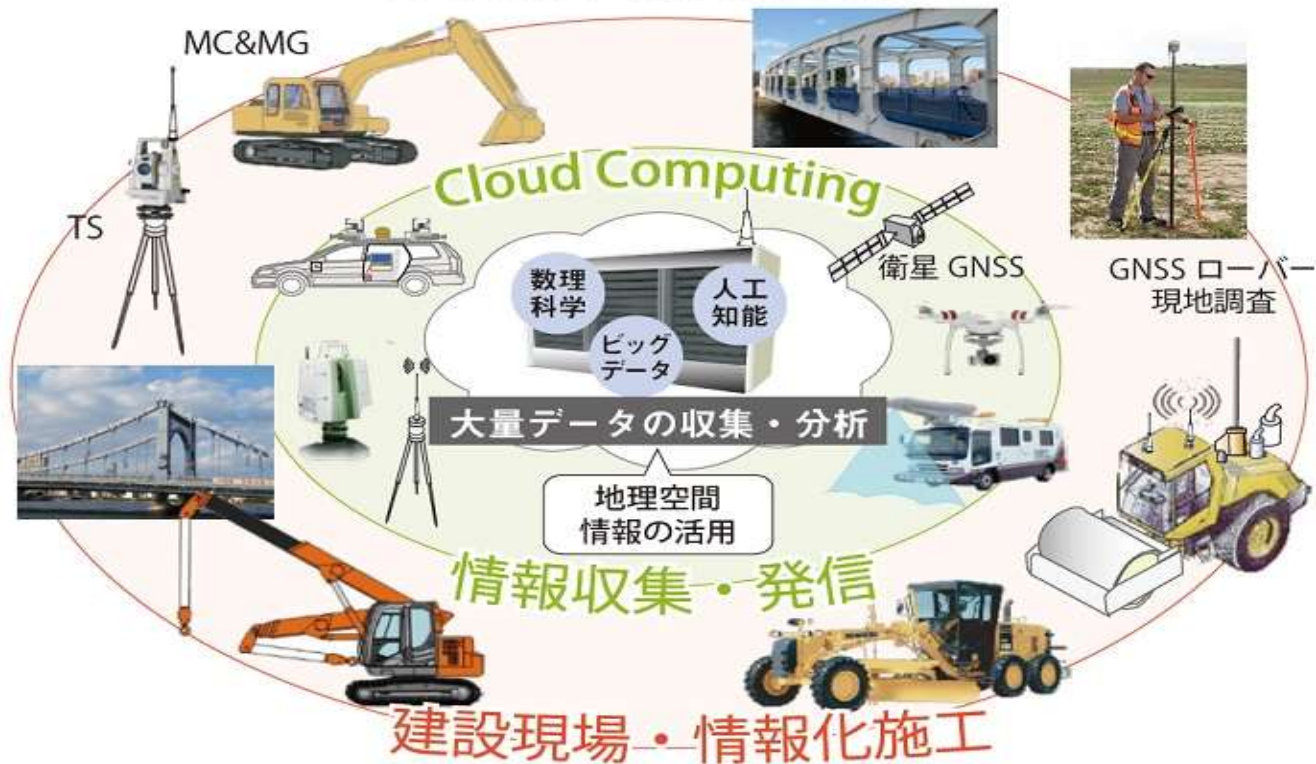 MC&MG
TS
Cloud Computing
衛星 GNSS
GNSS ローバー
現地調査
数理
科学
人工
知能
ビッグ
データ
大量データの収集・分析
地理空間
情報の活用
情報収集・発信
建設現場・情報化施工